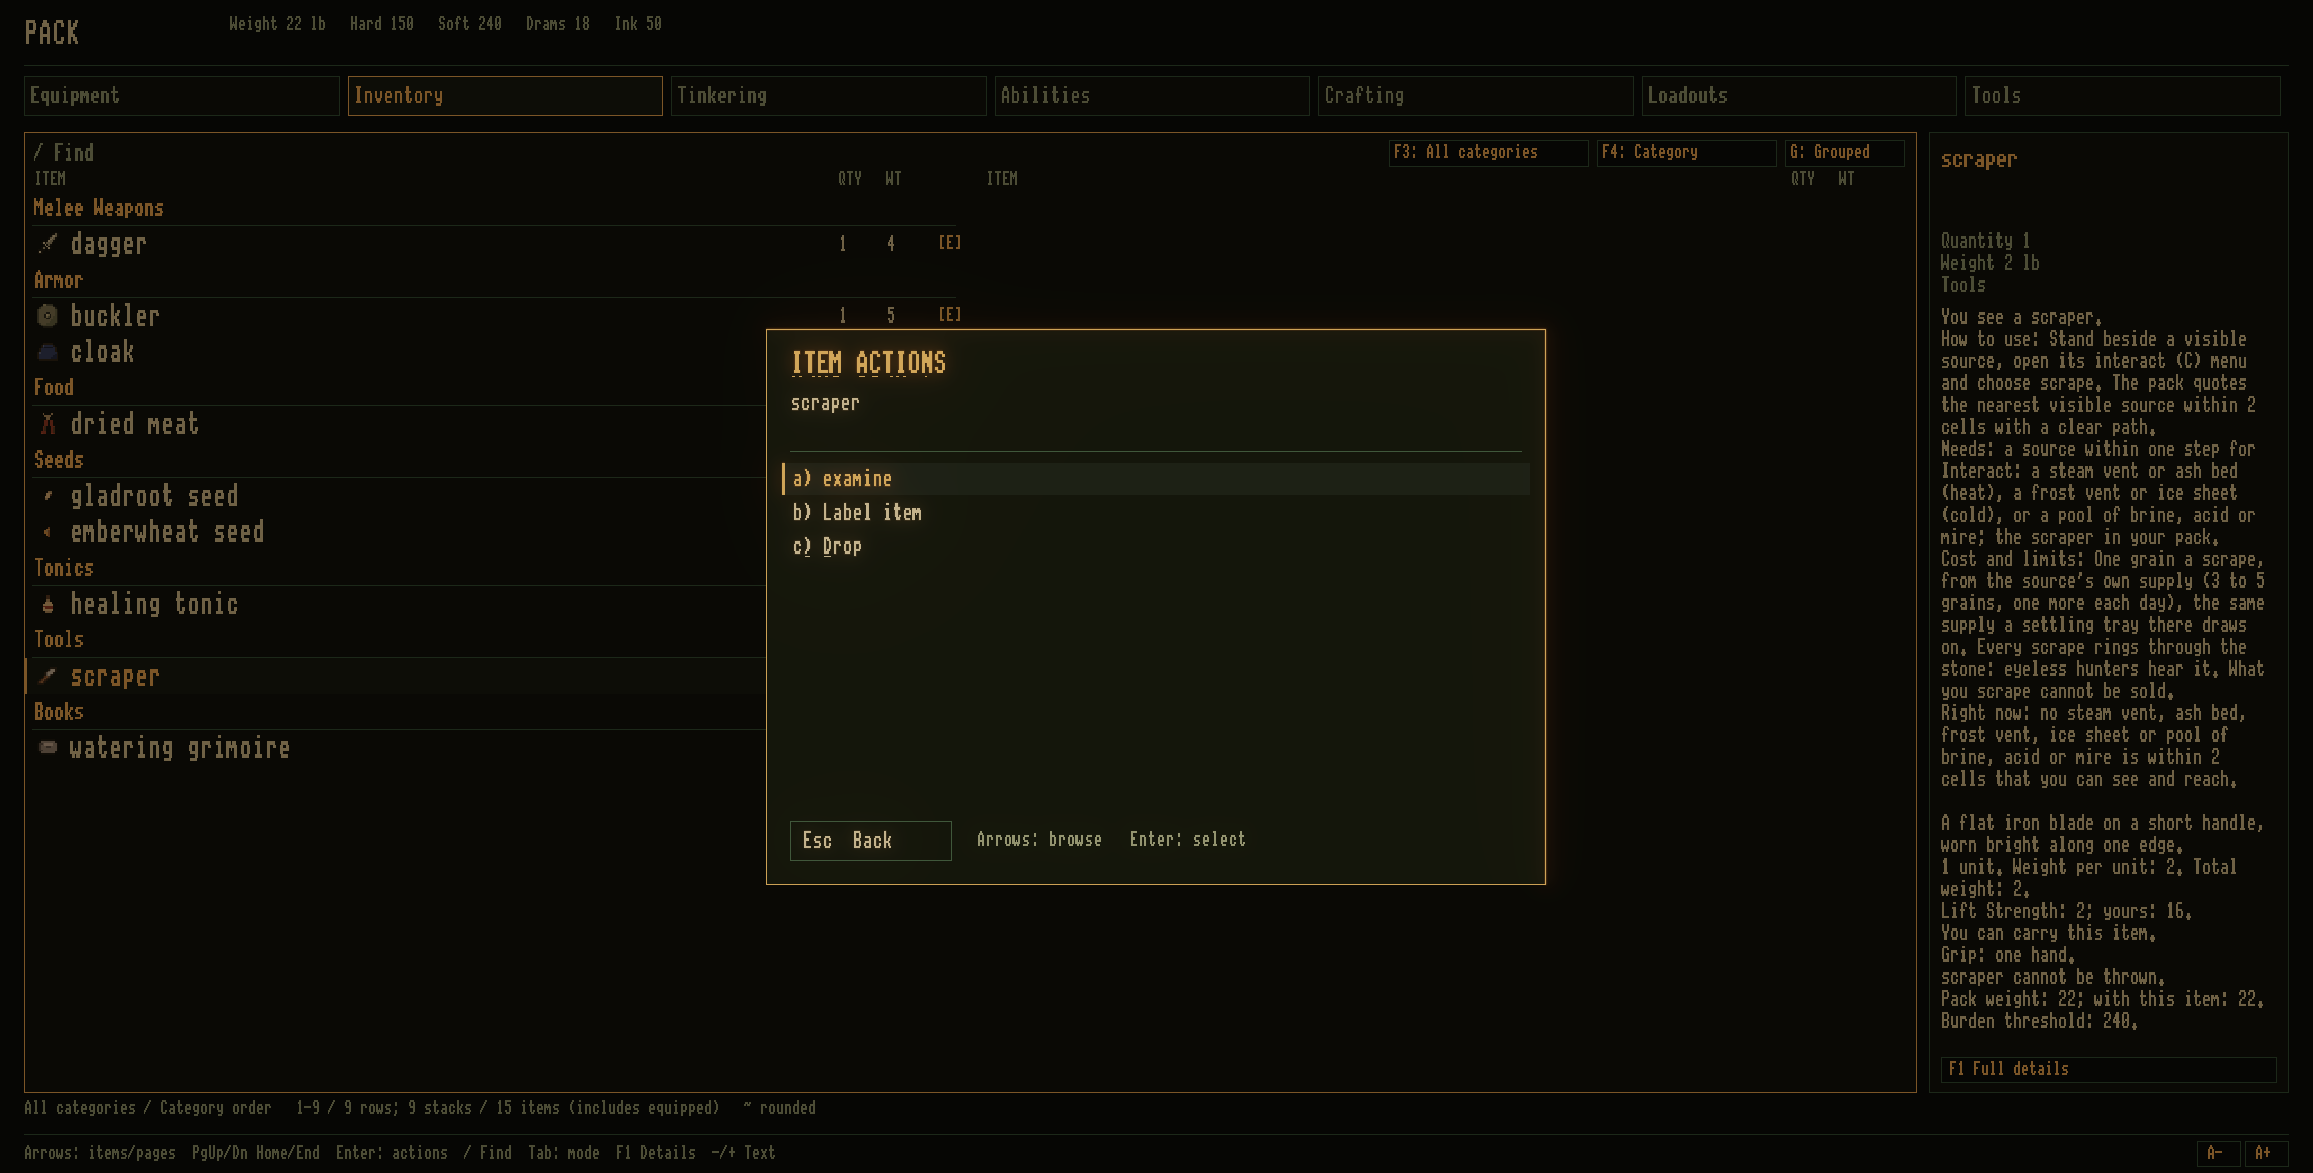 PACK
Weight 22 lb Hard 150 Soft 240 Drams 18 Ink 50
Equipment Inventory Tinkering Abilities Crafting Loadouts Tools
/ Find F3: All categories F4: Category G: Grouped
ITEM QTY WT ITEM QTY WT
Melee Weapons
dagger 1 4 [E]
Armor
buckler 1 5 [E]
cloak
Food
dried meat
Seeds
gladroot seed
emberwheat seed
Tonics
healing tonic
Tools
scraper
Books
watering grimoire
ITEM ACTIONS
scraper
a) examine
b) Label item
c) Drop
Esc Back Arrows: browse Enter: select
scraper
Quantity 1
Weight 2 lb
Tools
You see a scraper.
How to use: Stand beside a visible
source, open its interact (C) menu
and choose scrape. The pack quotes
the nearest visible source within 2
cells with a clear path.
Needs: a source within one step for
Interact: a steam vent or ash bed
(heat), a frost vent or ice sheet
(cold), or a pool of brine, acid or
mire; the scraper in your pack.
Cost and limits: One grain a scrape,
from the source's own supply (3 to 5
grains, one more each day), the same
supply a settling tray there draws
on. Every scrape rings through the
stone: eyeless hunters hear it. What
you scrape cannot be sold.
Right now: no steam vent, ash bed,
frost vent, ice sheet or pool of
brine, acid or mire is within 2
cells that you can see and reach.
A flat iron blade on a short handle,
worn bright along one edge.
1 unit. Weight per unit: 2. Total
weight: 2.
Lift Strength: 2; yours: 16.
You can carry this item.
Grip: one hand.
scraper cannot be thrown.
Pack weight: 22; with this item: 22.
Burden threshold: 240.
F1 Full details
All categories / Category order 1-9 / 9 rows; 9 stacks / 15 items (includes equipped) ~ rounded
Arrows: items/pages PgUp/Dn Home/End Enter: actions / Find Tab: mode F1 Details -/+ Text A- A+